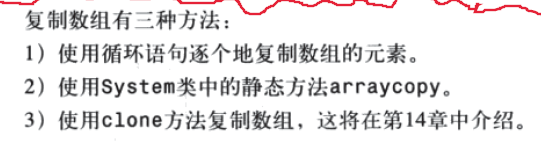 复制数组有三种方法：
1）使用循环语句逐个地复制数组的元素。
2）使用System类中的静态方法arraycopy。
3）使用clone方法复制数组，这将在第14章中介绍。